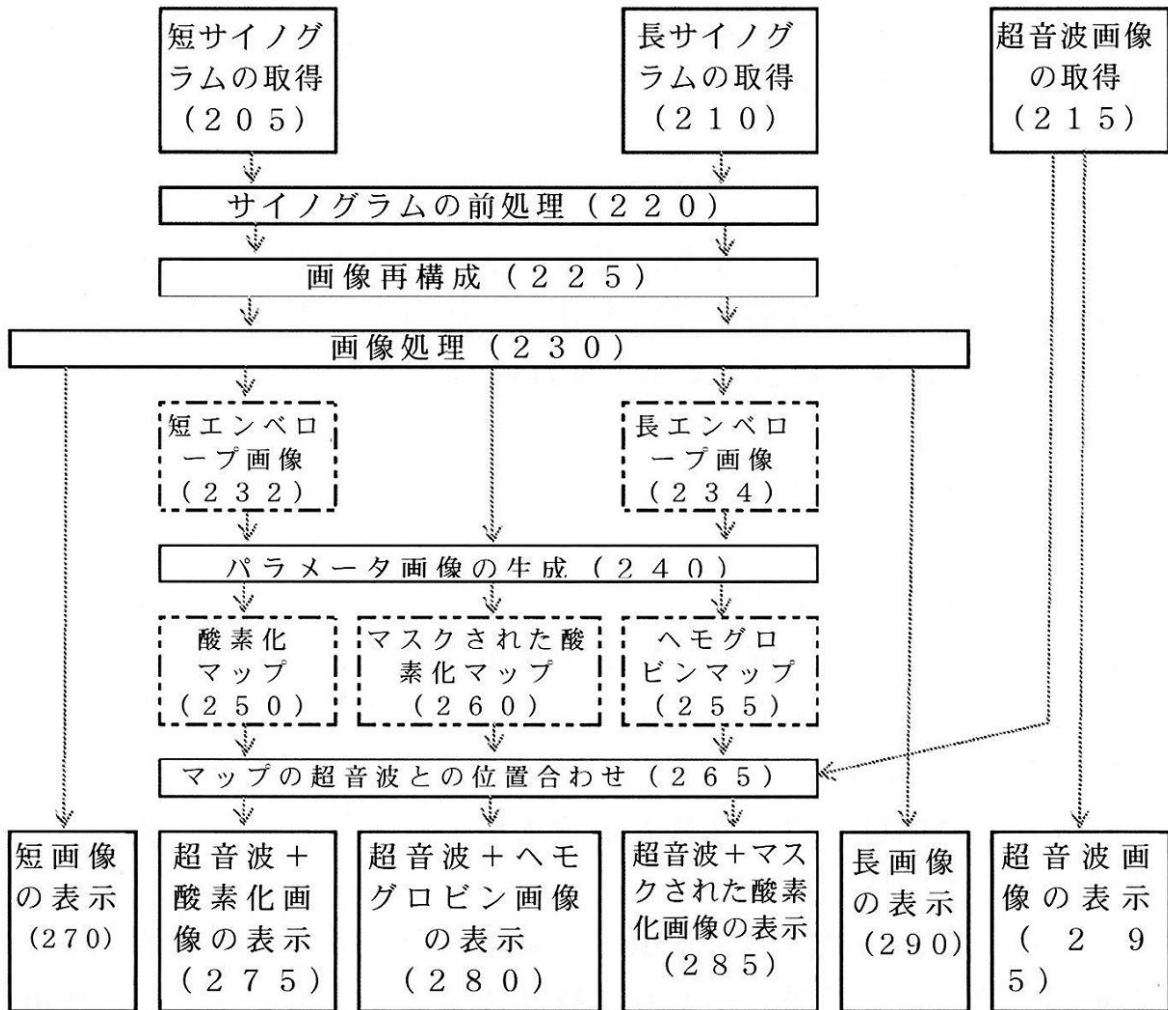 短サイノグ
ラムの取得
(205)
長サイノグ
ラムの取得
(210)
超音波画像
の取得
(215)
サイノグラムの前処理(220)
画像再構成(225)
画像処理(230)
短エンベロ
ープ画像
(232)
長エンベロ
ープ画像
(234)
パラメータ画像の生成(240)
酸素化
マップ
(250)
マスクされた酸
素化マップ
(260)
ヘモグロ
ビンマップ
(255)
マップの超音波との位置合わせ(265)
短画像
の表示
(270)
超音波+
酸素化画
像の表示
(275)
超音波+ヘモ
グロビン画像
の表示
(280)
超音波+マス
クされた酸素
化画像の表示
(285)
長画像
の表示
(290)
超音波画
像の表示
(29
5)